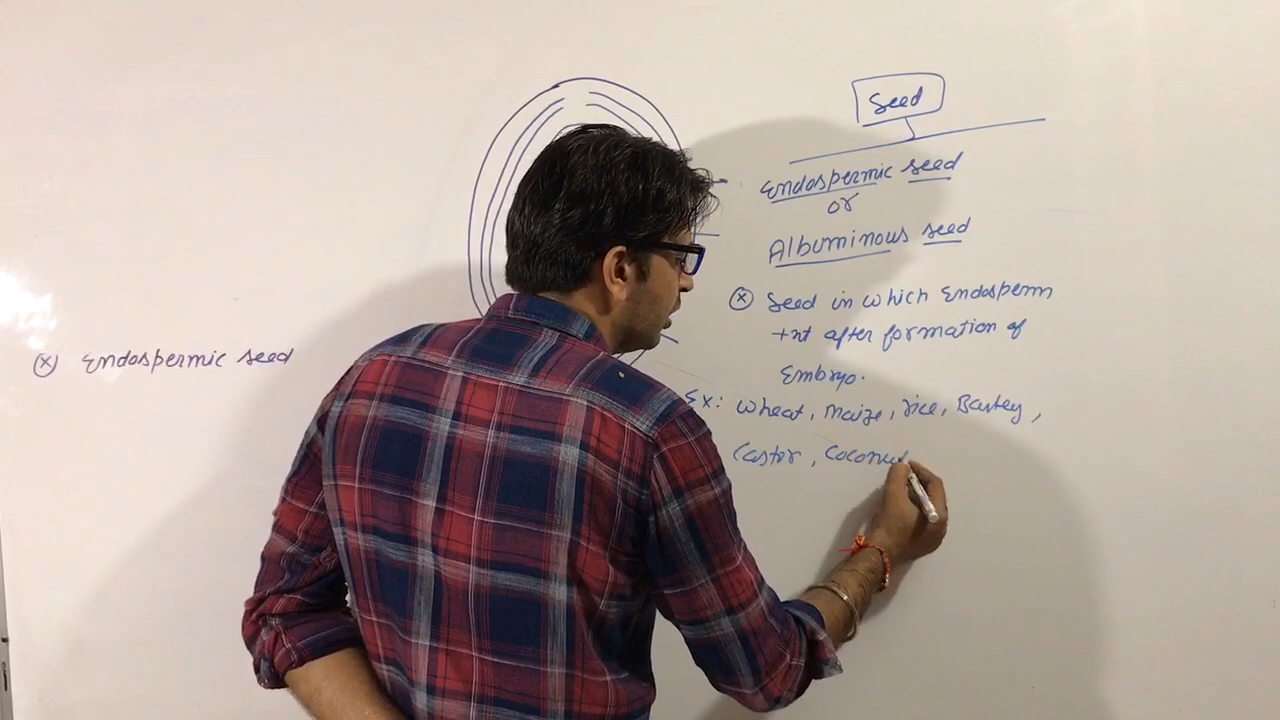 Seed
Endospermic seed
or
Albuminous seed
ⓧ Seed in which Endosperm
+nt after formation of
Embryo.
Ex: Wheat, Maize, rice, Barley,
Castor, Coconut
ⓧ Endospermic seed